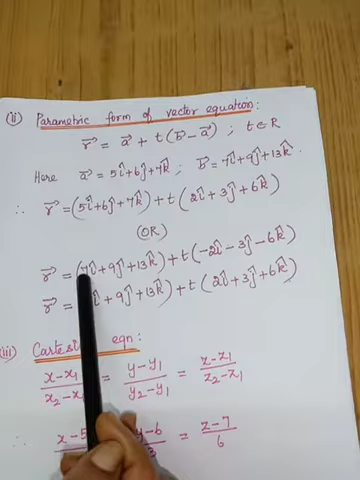 (ii) Parametric form of vector equation:
r⃗ = a⃗ + t(b⃗ - a⃗) ; t ∈ R
Here a⃗ = 5î+6ĵ+7k̂ ; b⃗ = 7î+9ĵ+13k̂.
∴ r⃗ = (5î+6ĵ+7k̂) + t(2î+3ĵ+6k̂)
(OR)
r⃗ = (7î+9ĵ+13k̂) + t(-2î-3ĵ-6k̂)
r⃗ = î+9ĵ+13k̂) + t(2î+3ĵ+6k̂)
(iii) Cartesi eqn:
x-x₁/x₂-x = y-y₁/y₂-y₁ = z-z₁/z₂-z₁
∴ x-5 y-6/3 = z-7/6